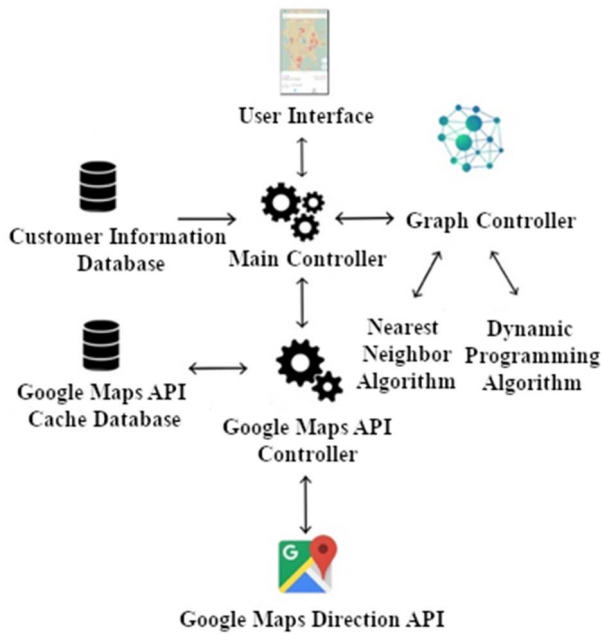 User Interface
Graph Controller
Customer Information
Database
Main Controller
Nearest
Neighbor
Algorithm
Dynamic
Programming
Algorithm
Google Maps API
Cache Database
Google Maps API
Controller
G
Google Maps Direction API